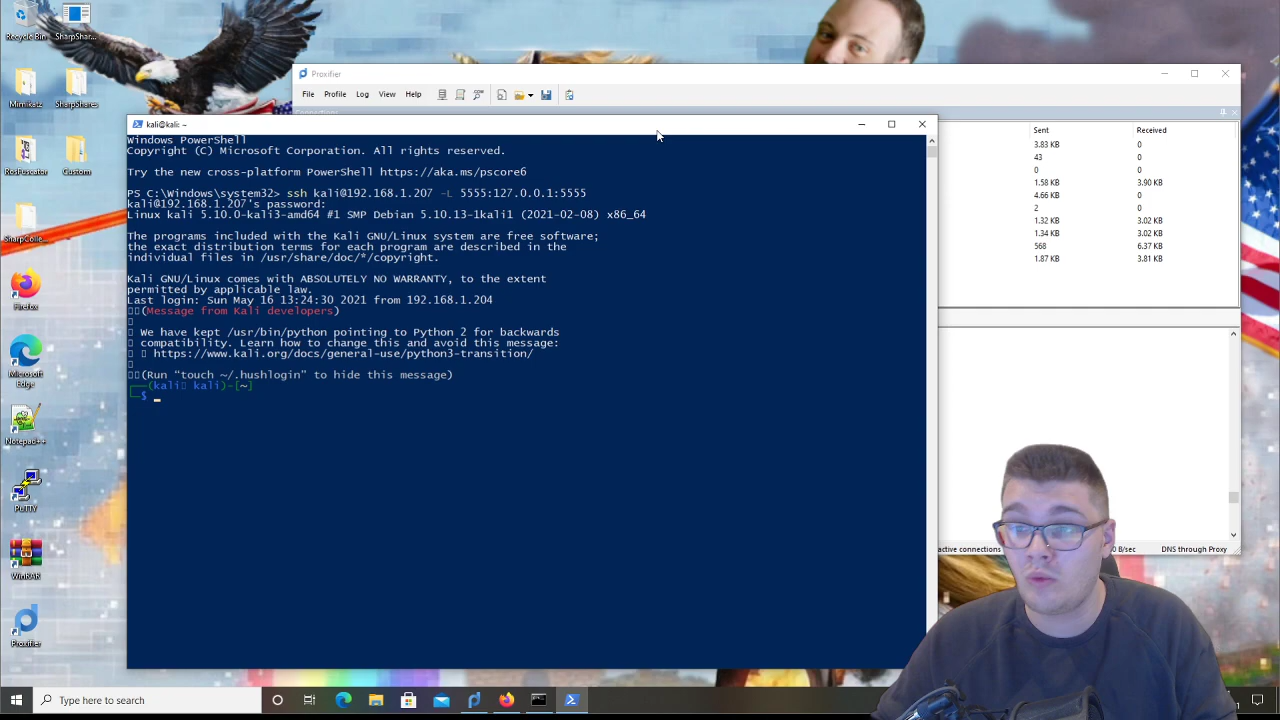 Recycle Bin
SharpShar...
Mimikatz
SharpShares
RosFuscator
Custom
SharpColle...
Firefox
Microsoft
Edge
Notepad++
PuTTY
WinRAR
Proxifier
Proxifier
File Profile Log View Help
Connections
Sent Received
3.83 KB 0
43 0
0 0
1.58 KB 3.90 KB
4.66 KB 0
2 0
1.32 KB 3.02 KB
1.34 KB 3.02 KB
568 6.37 KB
1.87 KB 3.81 KB
active connections
0 B/sec
DNS through Proxy
kali@kali: ~
Windows PowerShell
Copyright (C) Microsoft Corporation. All rights reserved.
Try the new cross-platform PowerShell https://aka.ms/pscore6
PS C:\Windows\system32> ssh kali@192.168.1.207 -L 5555:127.0.0.1:5555
kali@192.168.1.207's password:
Linux kali 5.10.0-kali3-amd64 #1 SMP Debian 5.10.13-1kali1 (2021-02-08) x86_64
The programs included with the Kali GNU/Linux system are free software;
the exact distribution terms for each program are described in the
individual files in /usr/share/doc/*/copyright.
Kali GNU/Linux comes with ABSOLUTELY NO WARRANTY, to the extent
permitted by applicable law.
Last login: Sun May 16 13:24:30 2021 from 192.168.1.204
(Message from Kali developers)
We have kept /usr/bin/python pointing to Python 2 for backwards
compatibility. Learn how to change this and avoid this message:
https://www.kali.org/docs/general-use/python3-transition/
(Run “touch ~/.hushlogin” to hide this message)
┌──(kali kali)-[~]
└─$
Type here to search